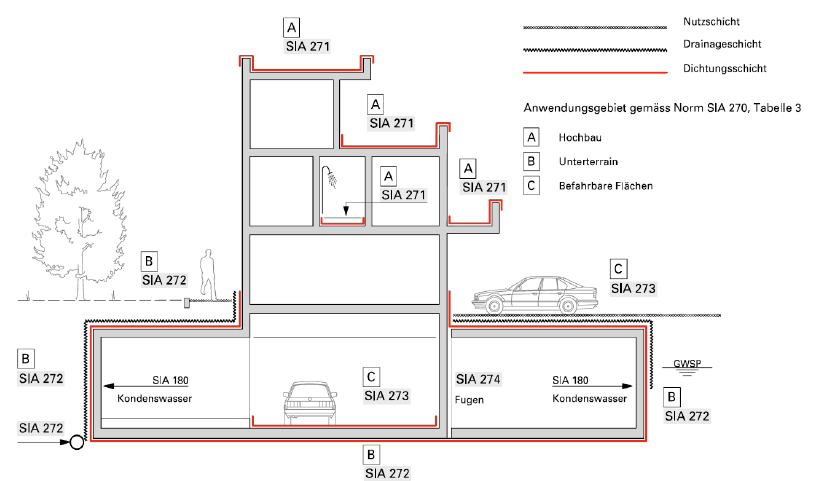 A
SIA 271
Nutzschicht
Drainageschicht
Dichtungsschicht
Anwendungsgebiet gemäss Norm SIA 270, Tabelle 3
A Hochbau
B Unterterrain
C Befahrbare Flächen
A
SIA 271
A
SIA 271
A
SIA 271
B
SIA 272
C
SIA 273
B
SIA 272
SIA 180
Kondenswasser
C
SIA 273
SIA 274
Fugen
SIA 180
Kondenswasser
GWSP
B
SIA 272
SIA 272
B
SIA 272